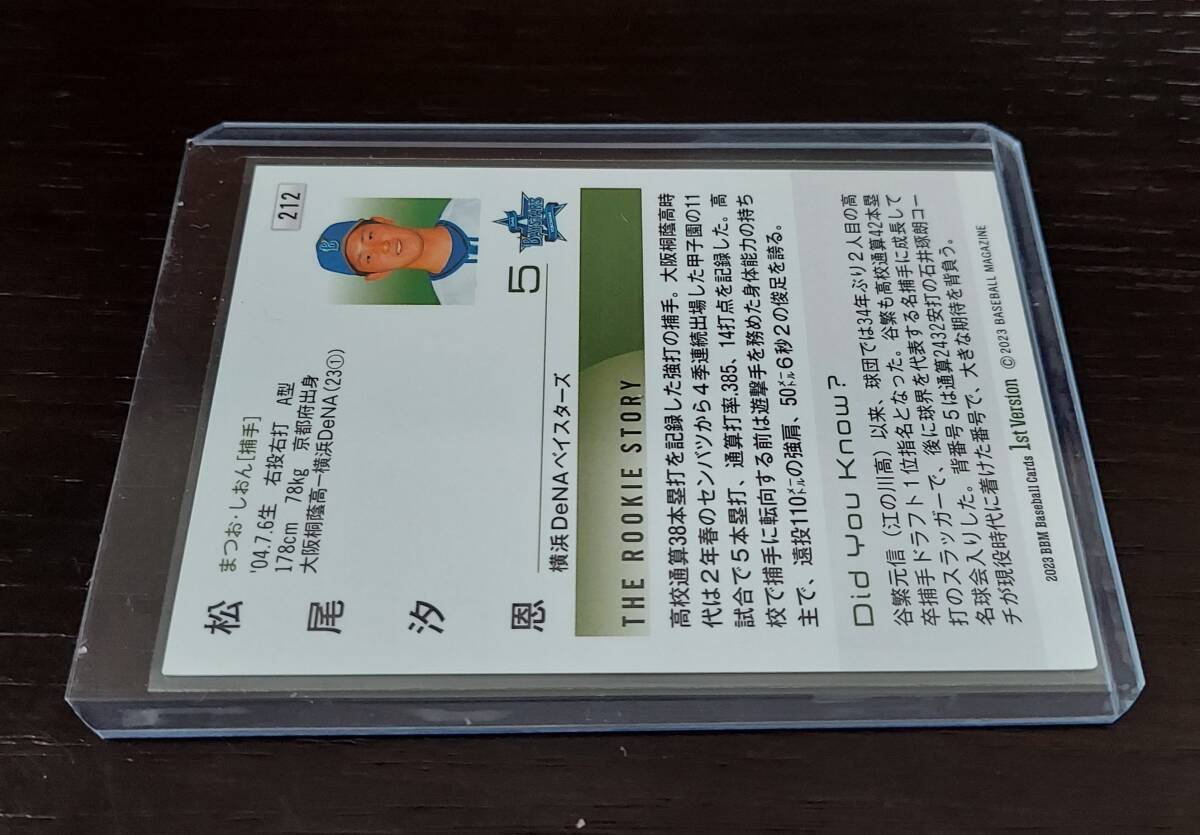 212
松尾汐恩
まつお・しおん[捕手]
'04.7.6生 右投右打 A型
178cm 78kg 京都府出身
大阪桐蔭高―横浜DeNA(23①)
横浜DeNAベイスターズ
5
B
BAYSTARS
THE ROOKIE STORY
高校通算38本塁打を記録した強打の捕手。大阪桐蔭高時
代は2年春のセンバツから4季連続出場した甲子園の11
試合で5本塁打、通算打率.385、14打点を記録した。高
校で捕手に転向する前は遊撃手を務めた身体能力の持ち
主で、遠投110㍍の強肩、50㍍6秒2の俊足を誇る。
Did You Know?
谷繁元信(江の川高)以来、球団では34年ぶり2人目の高
卒捕手ドラフト1位指名となった。谷繁も高校通算42本塁
打のスラッガーで、後に球界を代表する名捕手に成長して
名球会入りした。背番号5は通算2432安打の石井琢朗コー
チが現役時代に着けた番号で、大きな期待を背負う。
2023 BBM Baseball Cards 1st Version ©2023 BASEBALL MAGAZINE